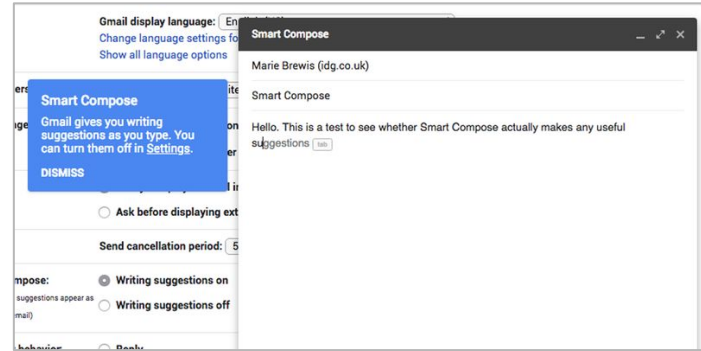 Gmail display language:
Change language settings fo
Show all language options
Smart Compose
Gmail gives you writing
suggestions as you type. You
can turn them off in Settings.
DISMISS
Ask before displaying ext
Send cancellation period: 5
mpose:
suggestions appear as
mail)
Writing suggestions on
Writing suggestions off
Smart Compose
Marie Brewis (idg.co.uk)
Smart Compose
Hello. This is a test to see whether Smart Compose actually makes any useful
suggestions tab